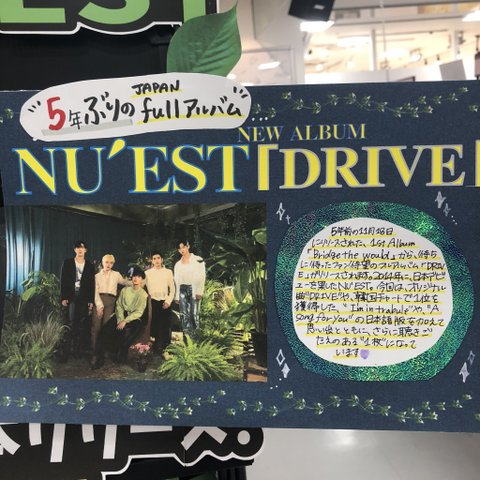 EST
5年ぶりの JAPAN fullアルバム
NEW ALBUM
NU'EST「DRIVE
5年前の11月18日
にリリースされた、1st Album
「Bridge the would」から、待ち
に待ったファン待望のフルアルバム「DRIV
E」がリリースされます。2014年に、日本デビ
ューを果したNU'EST。今回は、オリジナル
曲"DRIVE"や、韓国チャートで1位を
獲得した、"I'm in trabule"や、"A
song for You"の日本語版を加えて
思い出とともに、さらに聴きご
たえのある"1枚"になって
います
リリース.